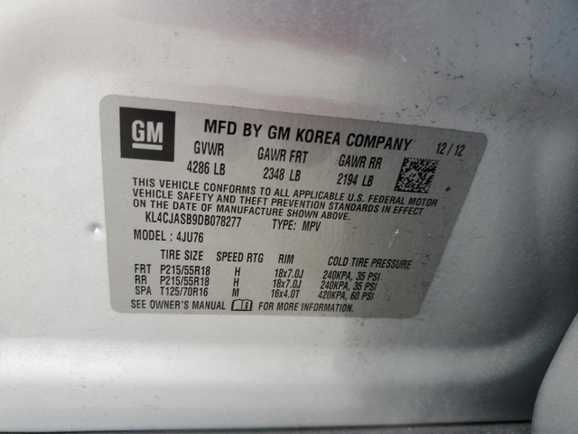 GM MFD BY GM KOREA COMPANY 12/12
GVWR GAWR FRT GAWR RR
4286 LB 2348 LB 2194 LB
THIS VEHICLE CONFORMS TO ALL APPLICABLE U.S. FEDERAL MOTOR
VEHICLE SAFETY AND THEFT PREVENTION STANDARDS IN EFFECT ON
THE DATE OF MANUFACTURE SHOWN ABOVE.
KL4CJASB9DB078277 TYPE: MPV
MODEL: 4JU76
TIRE SIZE SPEED RTG RIM COLD TIRE PRESSURE
FRT P215/55R18 H 18x7.0J 240KPA, 35 PSI
RR P215/55R18 H 18x7.0J 240KPA, 35 PSI
SPA T125/70R16 M 16x4.0T 420KPA, 60 PSI
SEE OWNER'S MANUAL FOR MORE INFORMATION.